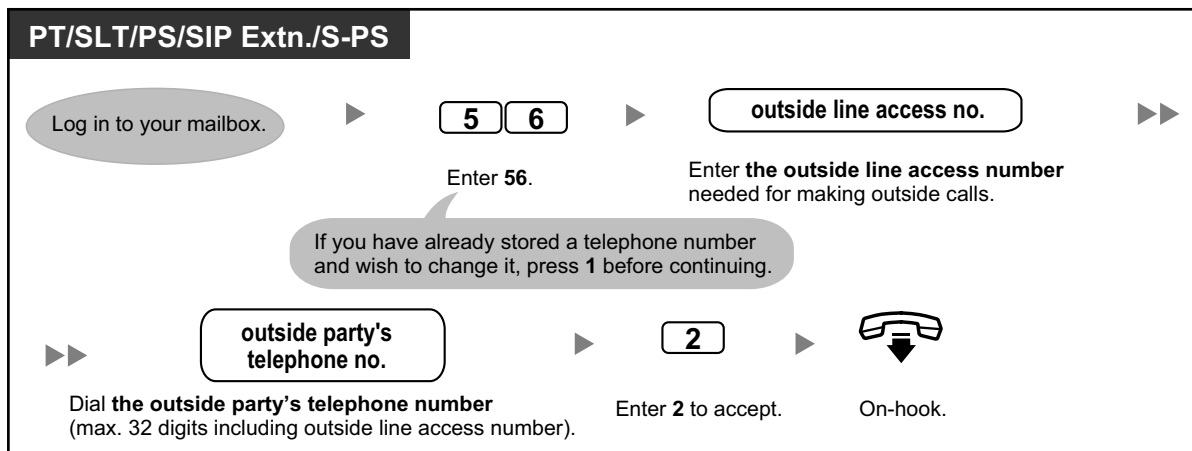 PT/SLT/PS/SIP Extn./S-PS
Log in to your mailbox.
5 6
outside line access no.
Enter 56.
Enter the outside line access number
needed for making outside calls.
If you have already stored a telephone number
and wish to change it, press 1 before continuing.
outside party's
telephone no.
2
Dial the outside party's telephone number
(max. 32 digits including outside line access number).
Enter 2 to accept.
On-hook.